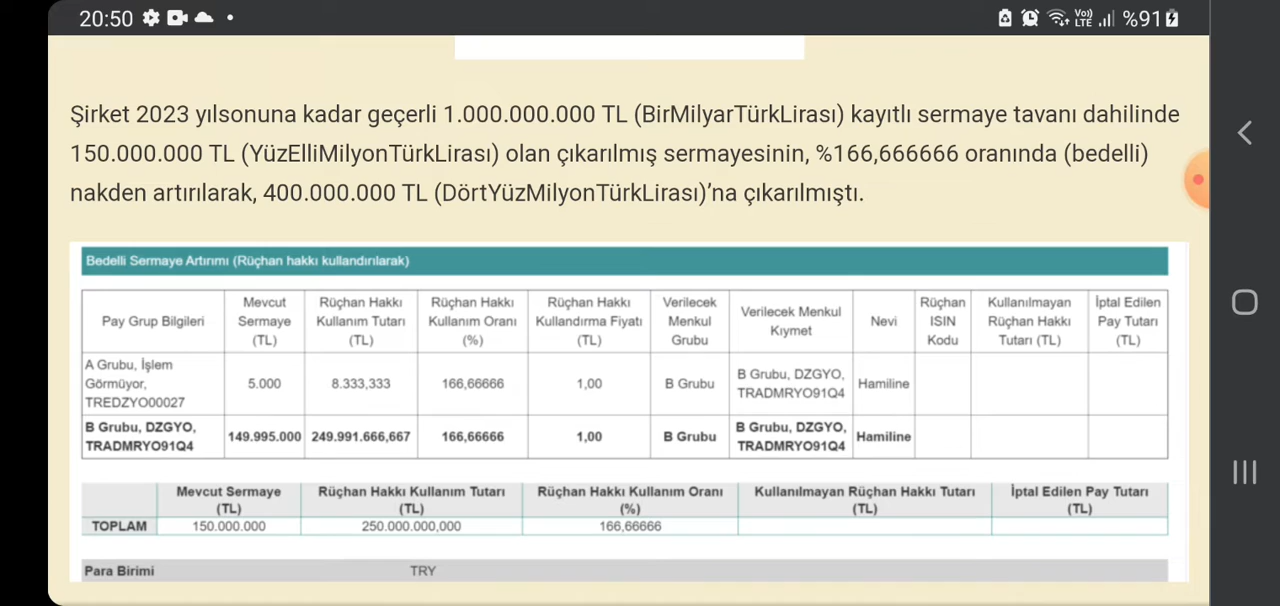 20:50
%91
Şirket 2023 yılsonuna kadar geçerli 1.000.000.000 TL (BirMilyarTürkLirası) kayıtlı sermaye tavanı dahilinde
150.000.000 TL (YüzElliMilyonTürkLirası) olan çıkarılmış sermayesinin, %166,666666 oranında (bedelli)
nakden artırılarak, 400.000.000 TL (DörtYüzMilyonTürkLirası)’na çıkarılmıştı.
Bedelli Sermaye Artırımı (Rüçhan hakkı kullandırılarak)
Pay Grup Bilgileri
Mevcut
Sermaye
(TL)
Rüçhan Hakkı
Kullanım Tutarı
(TL)
Rüçhan Hakkı
Kullanım Oranı
(%)
Rüçhan Hakkı
Kullandırma Fiyatı
(TL)
Verilecek
Menkul
Grubu
Verilecek Menkul
Kıymet
Nevi
Rüçhan
ISIN
Kodu
Kullanılmayan
Rüçhan Hakkı
Tutarı (TL)
İptal Edilen
Pay Tutarı
(TL)
A Grubu, İşlem
Görmüyor,
TREDZYO00027
5.000
8.333,333
166,66666
1,00
B Grubu
B Grubu, DZGYO,
TRADMRYO91Q4
Hamiline
B Grubu, DZGYO,
TRADMRYO91Q4
149.995.000
249.991.666,667
166,66666
1,00
B Grubu
B Grubu, DZGYO,
TRADMRYO91Q4
Hamiline
Mevcut Sermaye
(TL)
Rüçhan Hakkı Kullanım Tutarı
(TL)
Rüçhan Hakkı Kullanım Oranı
(%)
Kullanılmayan Rüçhan Hakkı Tutarı
(TL)
İptal Edilen Pay Tutarı
(TL)
TOPLAM
150.000.000
250.000.000,000
166,66666
Para Birimi
TRY